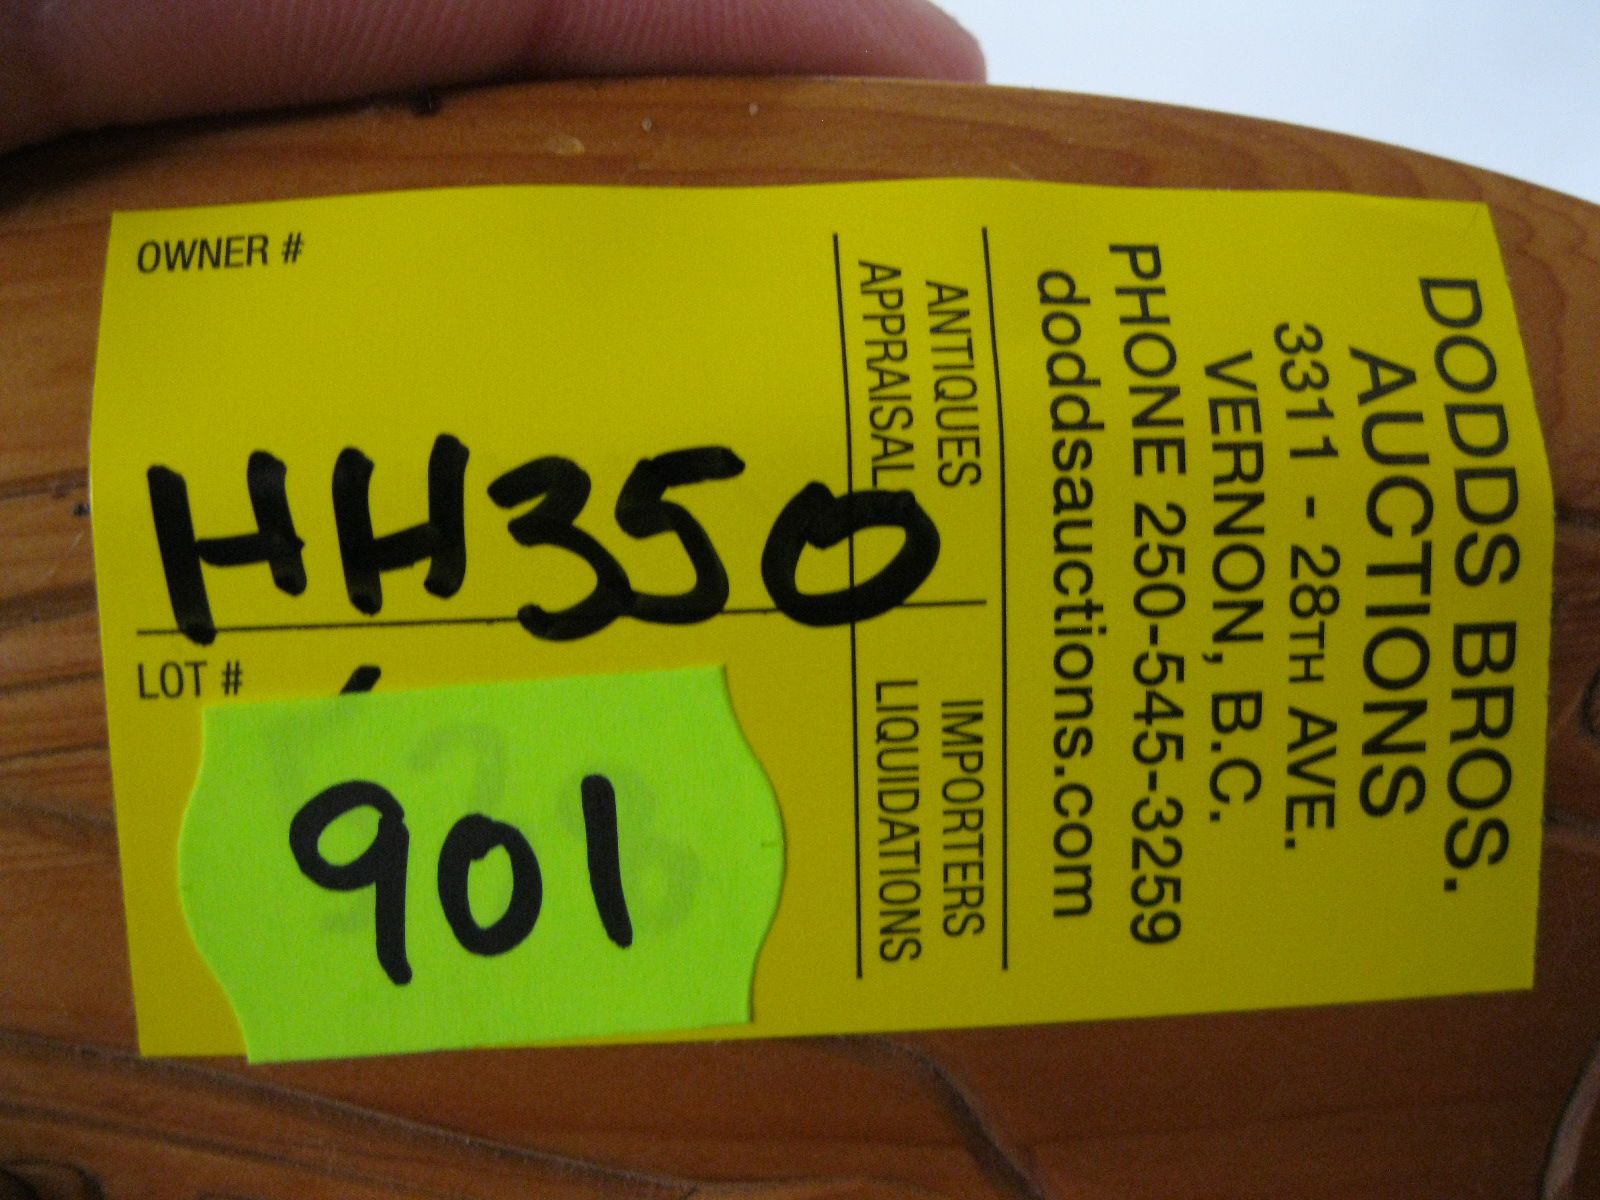 DODDS BROS.
AUCTIONS
3311 - 28TH AVE.
VERNON, B.C.
PHONE 250-545-3259
doddsauctions.com
ANTIQUES IMPORTERS
APPRAISAL LIQUIDATIONS
OWNER #
HH350
LOT #
901